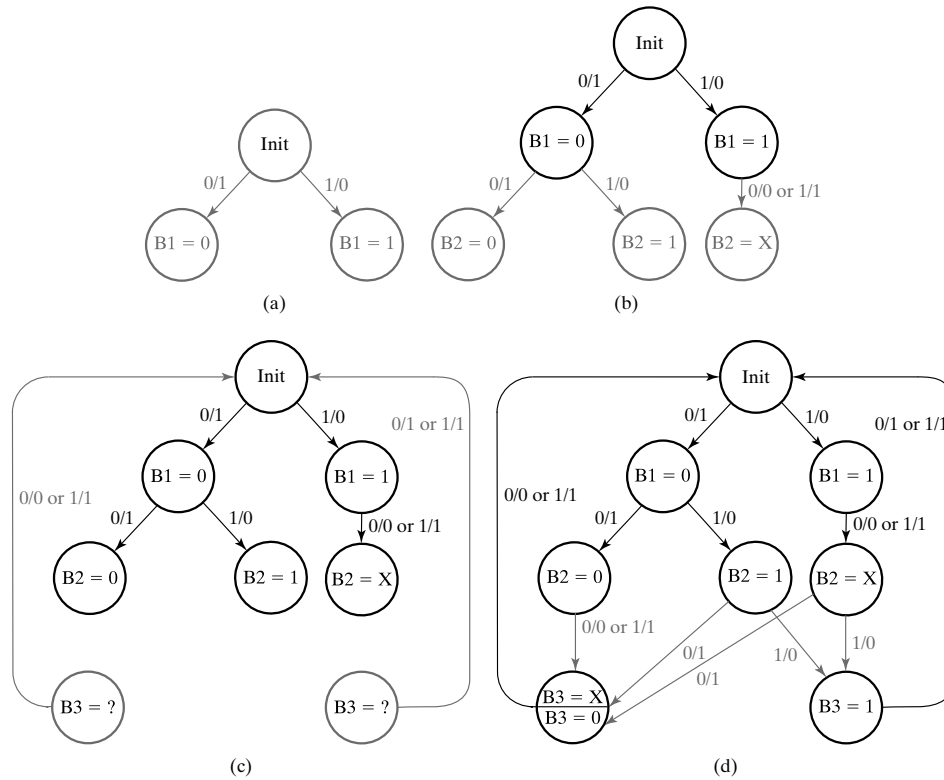 Init
0/1
1/0
B1 = 0
B1 = 1
(a)
Init
0/1
1/0
B1 = 0
B1 = 1
0/1
1/0
0/0 or 1/1
B2 = 0
B2 = 1
B2 = X
(b)
Init
0/1
1/0
0/1 or 1/1
B1 = 0
B1 = 1
0/0 or 1/1
0/1
1/0
0/0 or 1/1
B2 = 0
B2 = 1
B2 = X
B3 = ?
B3 = ?
(c)
Init
0/1
1/0
0/1 or 1/1
B1 = 0
B1 = 1
0/0 or 1/1
0/1
1/0
0/0 or 1/1
B2 = 0
B2 = 1
B2 = X
0/0 or 1/1
0/1
0/1
1/0
1/0
B3 = X
B3 = 0
B3 = 1
(d)